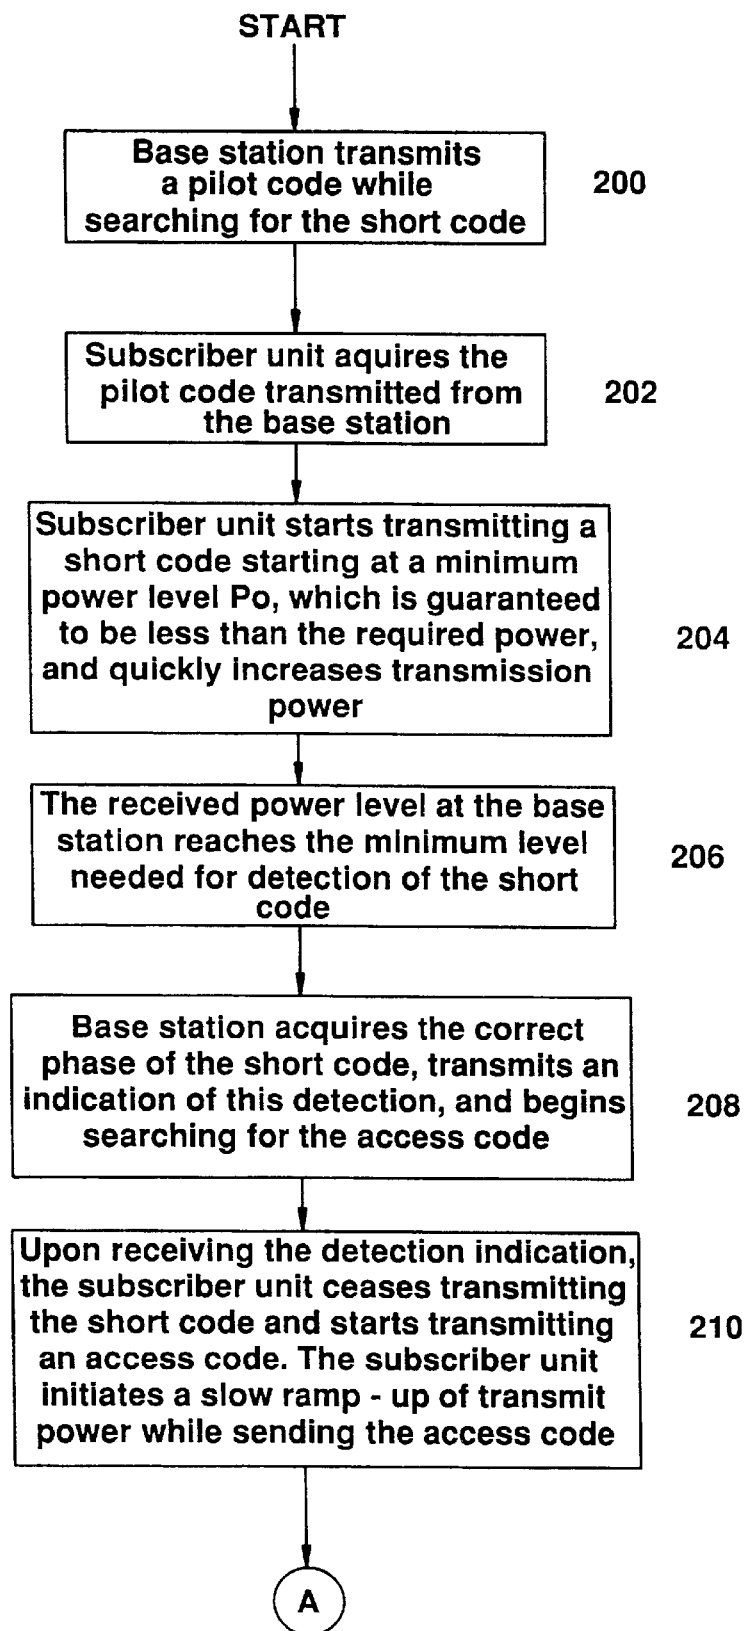 START
Base station transmits
a pilot code while
searching for the short code
200
Subscriber unit aquires the
pilot code transmitted from
the base station
202
Subscriber unit starts transmitting a
short code starting at a minimum
power level Po, which is guaranteed
to be less than the required power,
and quickly increases transmission
power
204
The received power level at the base
station reaches the minimum level
needed for detection of the short
code
206
Base station acquires the correct
phase of the short code, transmits an
indication of this detection, and begins
searching for the access code
208
Upon receiving the detection indication,
the subscriber unit ceases transmitting
the short code and starts transmitting
an access code. The subscriber unit
initiates a slow ramp - up of transmit
power while sending the access code
210
A